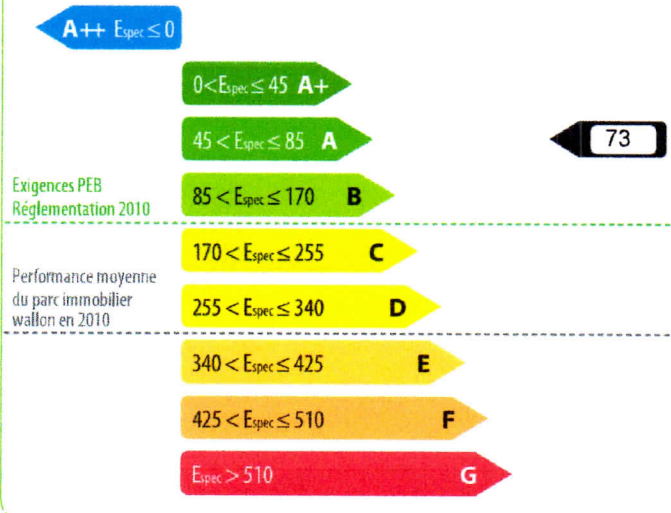 A++ Espec ≤ 0
0<Espec ≤ 45 A+
45 < Espec ≤ 85 A
73
Exigences PEB
Réglementation 2010
85 < Espec ≤ 170 B
170 < Espec ≤ 255 C
Performance moyenne
du parc immobilier
wallon en 2010
255 < Espec ≤ 340 D
340 < Espec ≤ 425 E
425 < Espec ≤ 510 F
Espec > 510 G